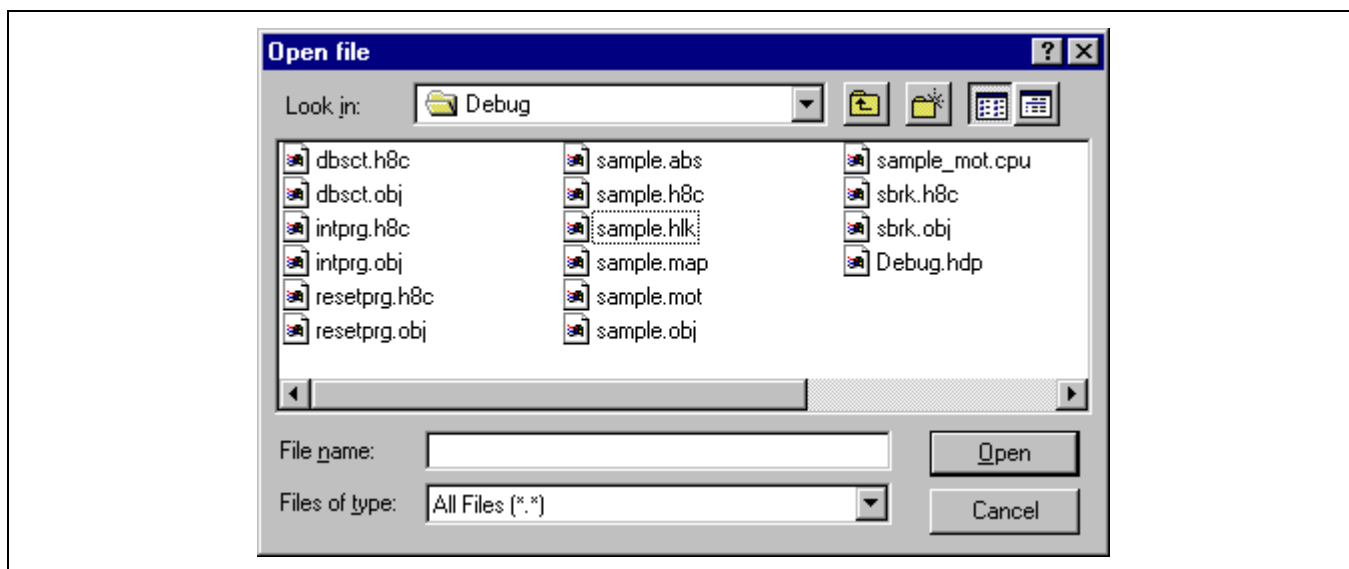 Open file
Look in: Debug
dbsct.h8c sample.abs sample_mot.cpu
dbsct.obj sample.h8c sbrk.h8c
intprg.h8c sample.hlk sbrk.obj
intprg.obj sample.map Debug.hdp
resetprg.h8c sample.mot
resetprg.obj sample.obj
File name: Open
Files of type: All Files (*.*) Cancel